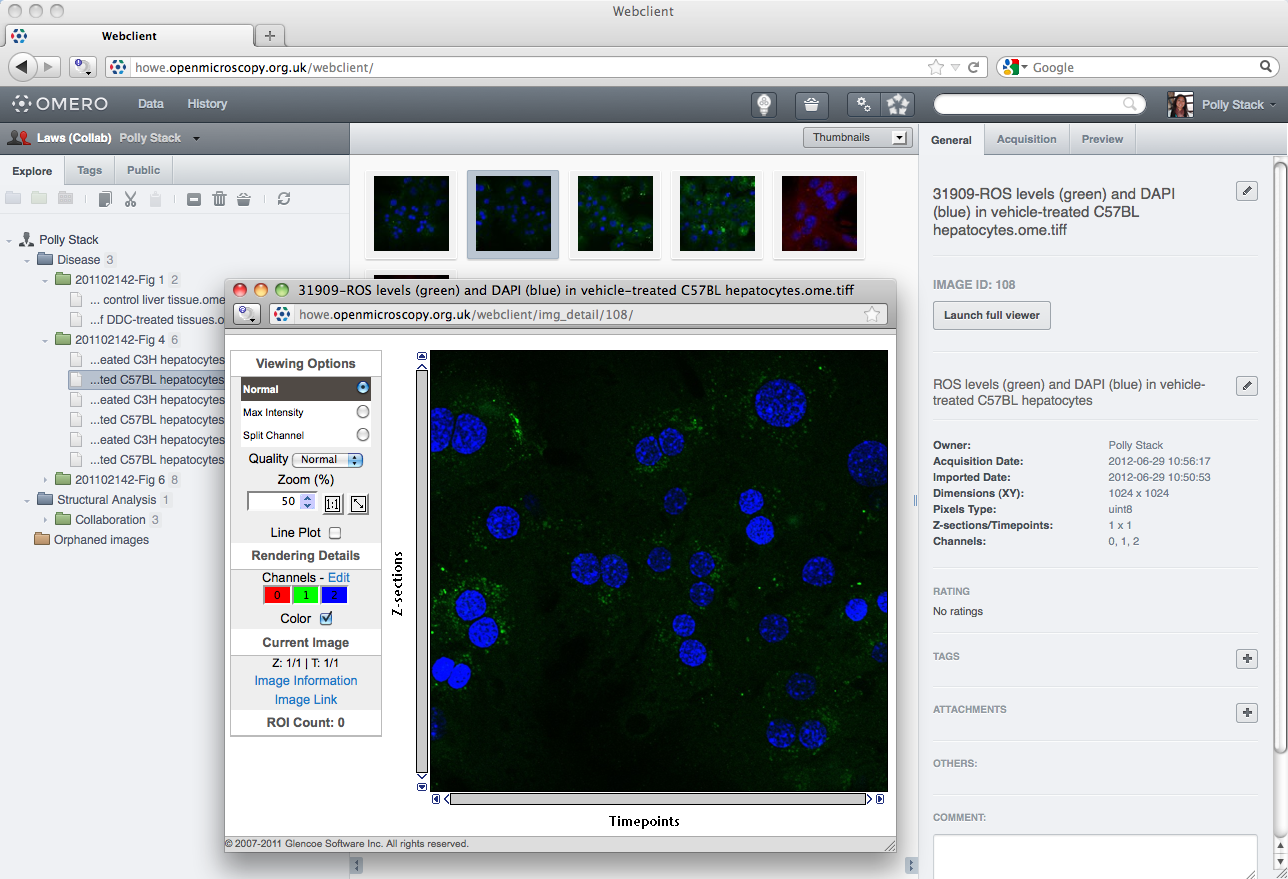 Webclient
Webclient
howe.openmicroscopy.org.uk/webclient/
Google
OMERO
Data
History
Polly Stack
Laws (Collab) Polly Stack
Explore
Tags
Public
Polly Stack
Disease 3
201102142-Fig 1 2
... control liver tissue.ome
...f DDC-treated tissues.o
201102142-Fig 4 6
...eated C3H hepatocytes
...ted C57BL hepatocytes
...eated C3H hepatocytes
...ted C57BL hepatocytes
...eated C3H hepatocytes
...ted C57BL hepatocytes
201102142-Fig 6 8
Structural Analysis 1
Collaboration 3
Orphaned images
Thumbnails
31909-ROS levels (green) and DAPI (blue) in vehicle-treated C57BL hepatocytes.ome.tiff
howe.openmicroscopy.org.uk/webclient/img_detail/108/
Viewing Options
Normal
Max Intensity
Split Channel
Quality Normal
Zoom (%)
50
1:1
Line Plot
Rendering Details
Channels - Edit
0 1 2
Color
Current Image
Z: 1/1 | T: 1/1
Image Information
Image Link
ROI Count: 0
Z-sections
Timepoints
© 2007-2011 Glencoe Software Inc. All rights reserved.
General
Acquisition
Preview
31909-ROS levels (green) and DAPI
(blue) in vehicle-treated C57BL
hepatocytes.ome.tiff
IMAGE ID: 108
Launch full viewer
ROS levels (green) and DAPI (blue) in vehicle-
treated C57BL hepatocytes
Owner: Polly Stack
Acquisition Date: 2012-06-29 10:56:17
Imported Date: 2012-06-29 10:50:53
Dimensions (XY): 1024 x 1024
Pixels Type: uint8
Z-sections/Timepoints: 1 x 1
Channels: 0, 1, 2
RATING
No ratings
TAGS
ATTACHMENTS
OTHERS:
COMMENT: